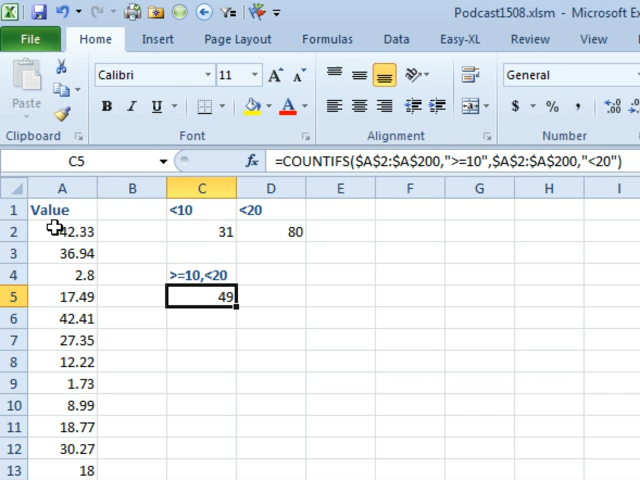 Podcast1508.xlsm - Microsoft Ex
File Home Insert Page Layout Formulas Data Easy-XL Review View
Calibri 11 General
Paste B I U A A $ % ,
Clipboard Font Alignment Number
C5 fx =COUNTIFS($A$2:$A$200,">=10",$A$2:$A$200,"<20")
A B C D E F G H I
1 Value <10 <20
2 42.33 31 80
3 36.94
4 2.8 >=10,<20
5 17.49 49
6 42.41
7 27.35
8 12.22
9 1.73
10 8.99
11 18.77
12 30.27
13 18